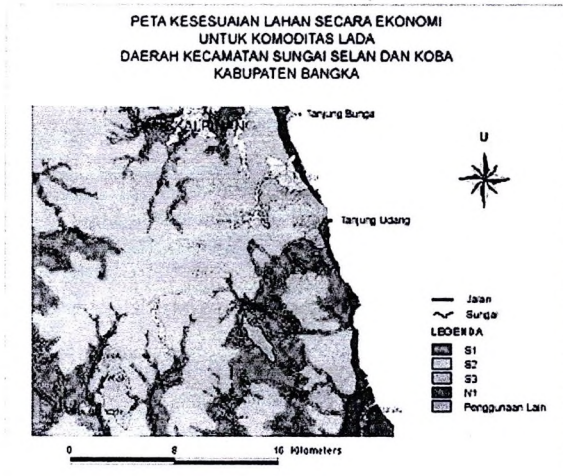 PETA KESESUAIAN LAHAN SECARA EKONOMI
UNTUK KOMODITAS LADA
DAERAH KECAMATAN SUNGAI SELAN DAN KOBA
KABUPATEN BANGKA
Tanjung Bunga
U
Tanjung Udang
Jalan
Sungai
LEGENDA
S1
S2
S3
N1
Penggunaan Lain
0 8 16 Kilometers